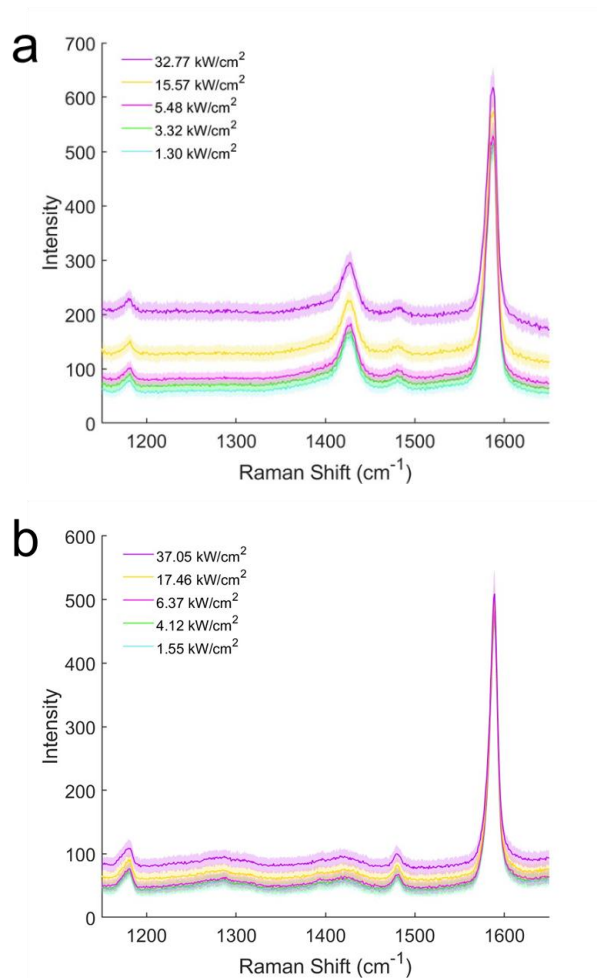 a
700
600
500
400
300
200
100
0
Intensity
32.77 kW/cm²
15.57 kW/cm²
5.48 kW/cm²
3.32 kW/cm²
1.30 kW/cm²
1200 1300 1400 1500 1600
Raman Shift (cm⁻¹)
b
600
500
400
300
200
100
0
Intensity
37.05 kW/cm²
17.46 kW/cm²
6.37 kW/cm²
4.12 kW/cm²
1.55 kW/cm²
1200 1300 1400 1500 1600
Raman Shift (cm⁻¹)